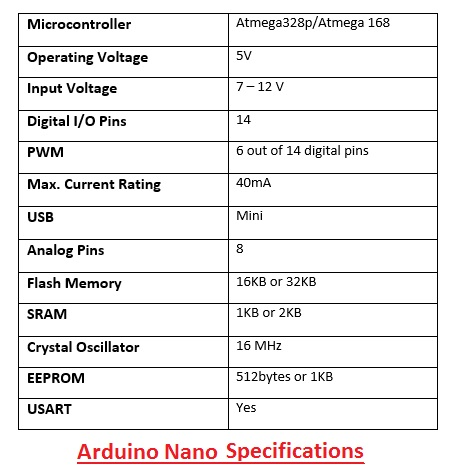 Microcontroller Atmega328p/Atmega 168
Operating Voltage 5V
Input Voltage 7 – 12 V
Digital I/O Pins 14
PWM 6 out of 14 digital pins
Max. Current Rating 40mA
USB Mini
Analog Pins 8
Flash Memory 16KB or 32KB
SRAM 1KB or 2KB
Crystal Oscillator 16 MHz
EEPROM 512bytes or 1KB
USART Yes
Arduino Nano Specifications